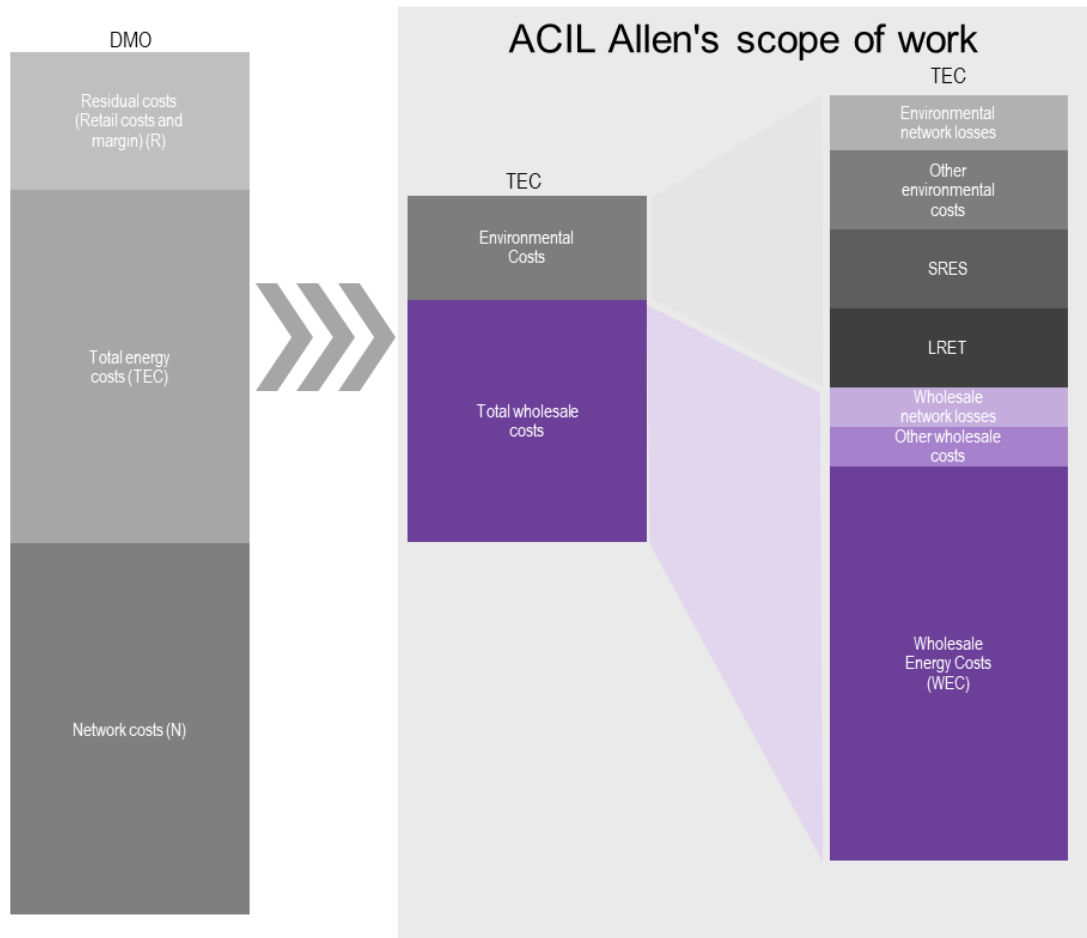 DMO
Residual costs
(Retail costs and
margin) (R)
Total energy
costs (TEC)
Network costs (N)
ACIL Allen's scope of work
TEC
Environmental
Costs
Total wholesale
costs
TEC
Environmental
network losses
Other
environmental
costs
SRES
LRET
Wholesale
network losses
Other wholesale
costs
Wholesale
Energy Costs
(WEC)